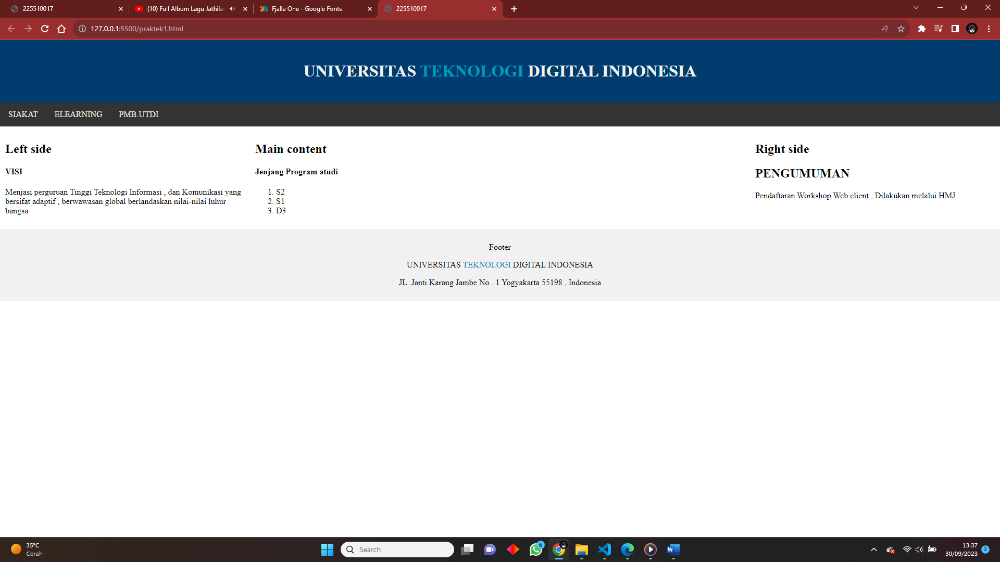 225510017
(10) Full Album Lagu Jathilan
Fjalla One - Google Fonts
225510017
127.0.0.1:5500/praktek1.html
UNIVERSITAS TEKNOLOGI DIGITAL INDONESIA
SIAKAT ELEARNING PMB.UTDI
Left side
VISI
Menjasi perguruan Tinggi Teknologi Informasi , dan Komunikasi yang
bersifat adaptif , berwawasan global berlandaskan nilai-nilai luhur
bangsa
Main content
Jenjang Program atudi
1. S2
2. S1
3. D3
Right side
PENGUMUMAN
Pendaftaran Workshop Web client , Dilakukan melalui HMJ
Footer
UNIVERSITAS TEKNOLOGI DIGITAL INDONESIA
JL .Janti Karang Jambe No . 1 Yogyakarta 55198 , Indonesia
35°C
Cerah
Search
6
W
13:37
30/09/2023
3